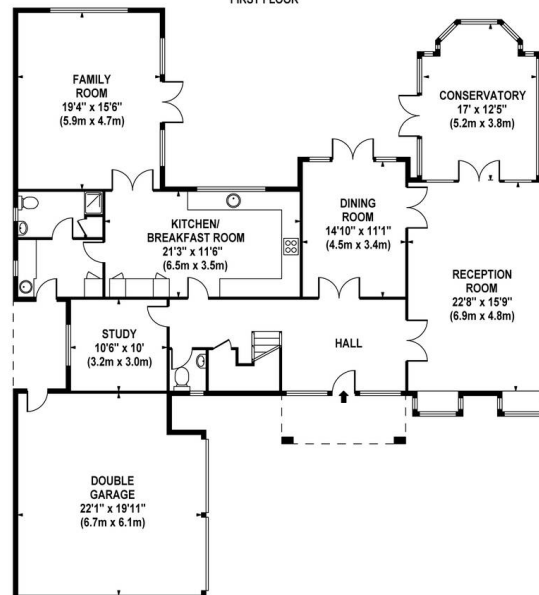 FIRST FLOOR
FAMILY
ROOM
19'4" x 15'6"
(5.9m x 4.7m)
CONSERVATORY
17' x 12'5"
(5.2m x 3.8m)
KITCHEN/
BREAKFAST ROOM
21'3" x 11'6"
(6.5m x 3.5m)
DINING
ROOM
14'10" x 11'1"
(4.5m x 3.4m)
RECEPTION
ROOM
22'8" x 15'9"
(6.9m x 4.8m)
STUDY
10'6" x 10'
(3.2m x 3.0m)
HALL
DOUBLE
GARAGE
22'1" x 19'11"
(6.7m x 6.1m)